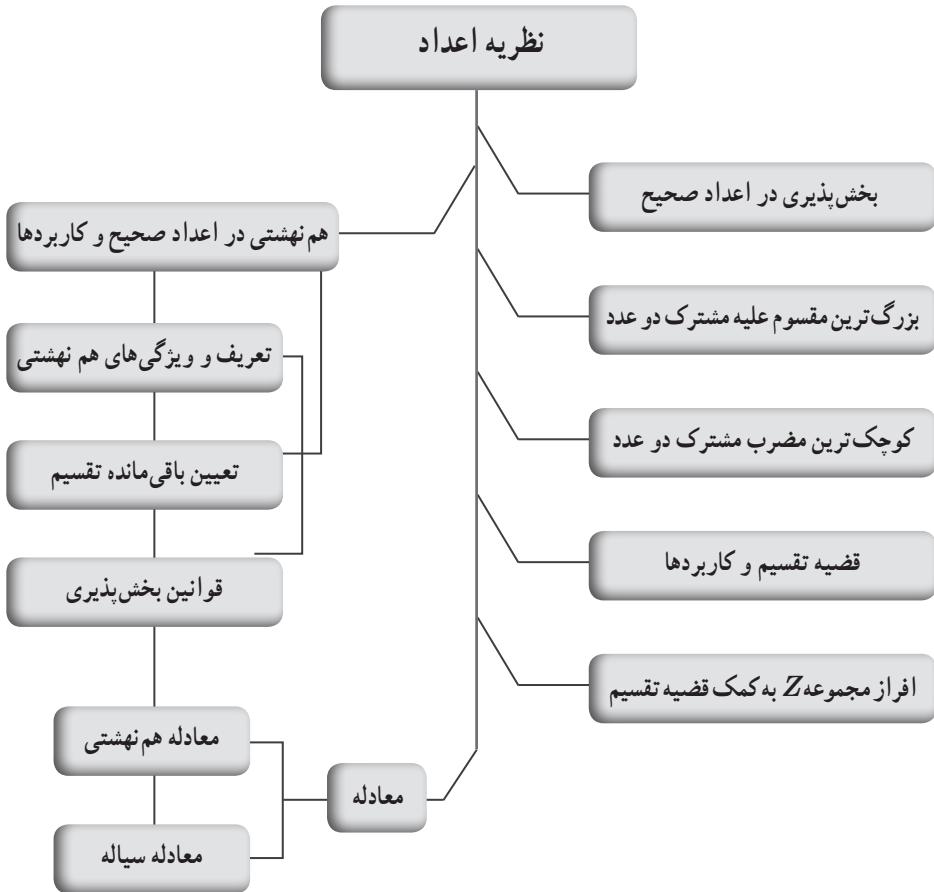 نظریه اعداد
بخش‌پذیری در اعداد صحیح
بزرگ‌ترین مقسوم علیه مشترک دو عدد
کوچک‌ترین مضرب مشترک دو عدد
قضیه تقسیم و کاربردها
افراز مجموعه Z به کمک قضیه تقسیم
هم‌نهشتی در اعداد صحیح و کاربردها
تعریف و ویژگی‌های هم نهشتی
تعیین باقی‌مانده تقسیم
قوانین بخش‌پذیری
معادله
معادله هم‌نهشتی
معادله سیاله